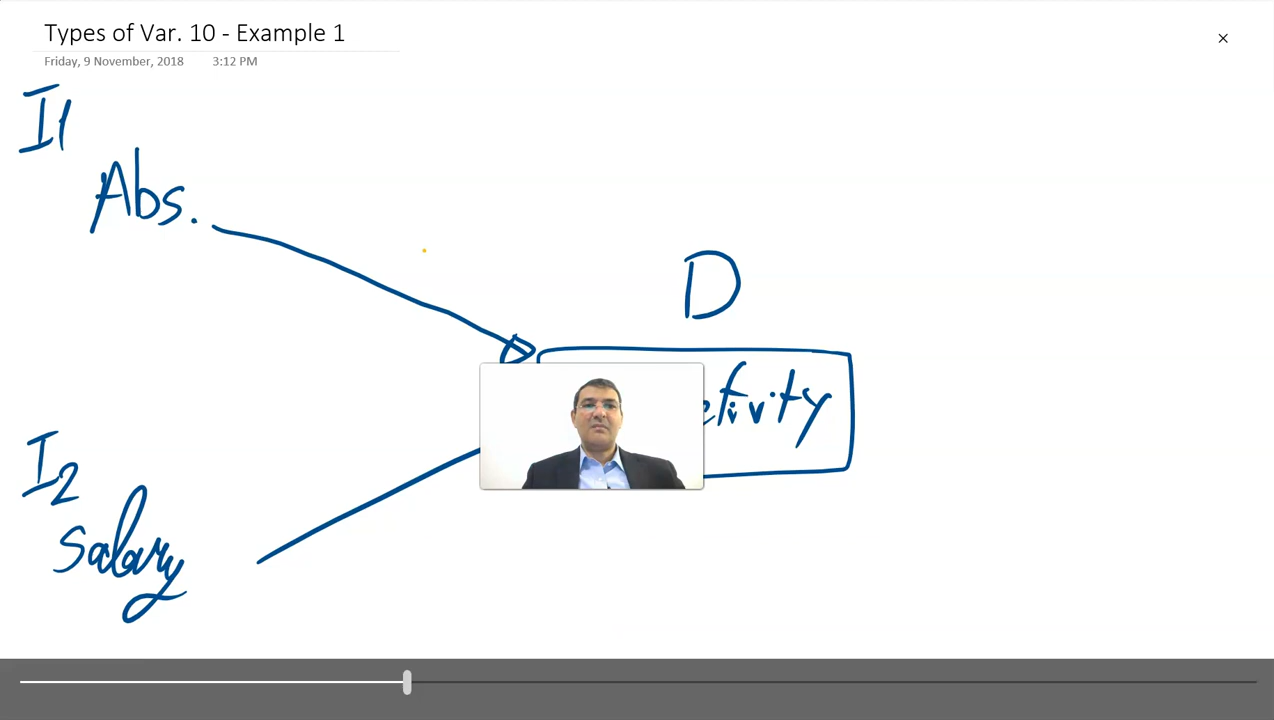 Types of Var. 10 - Example 1
Friday, 9 November, 2018 3:12 PM
I1
Abs.
D
I2
Salary